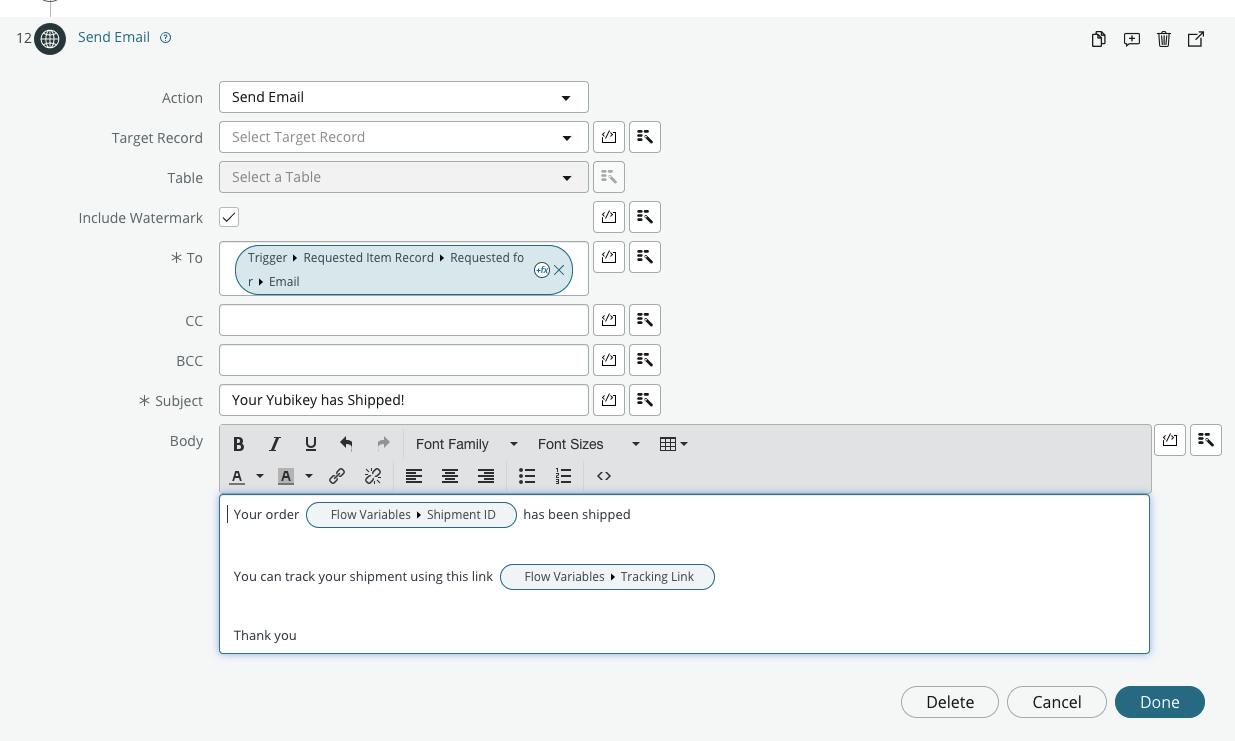 12 Send Email
Action Send Email
Target Record Select Target Record
Table Select a Table
Include Watermark
* To Trigger ▸ Requested Item Record ▸ Requested fo
r ▸ Email
CC
BCC
* Subject Your Yubikey has Shipped!
Body B I U Font Family Font Sizes
A A <>
Your order Flow Variables ▸ Shipment ID has been shipped
You can track your shipment using this link Flow Variables ▸ Tracking Link
Thank you
Delete Cancel Done